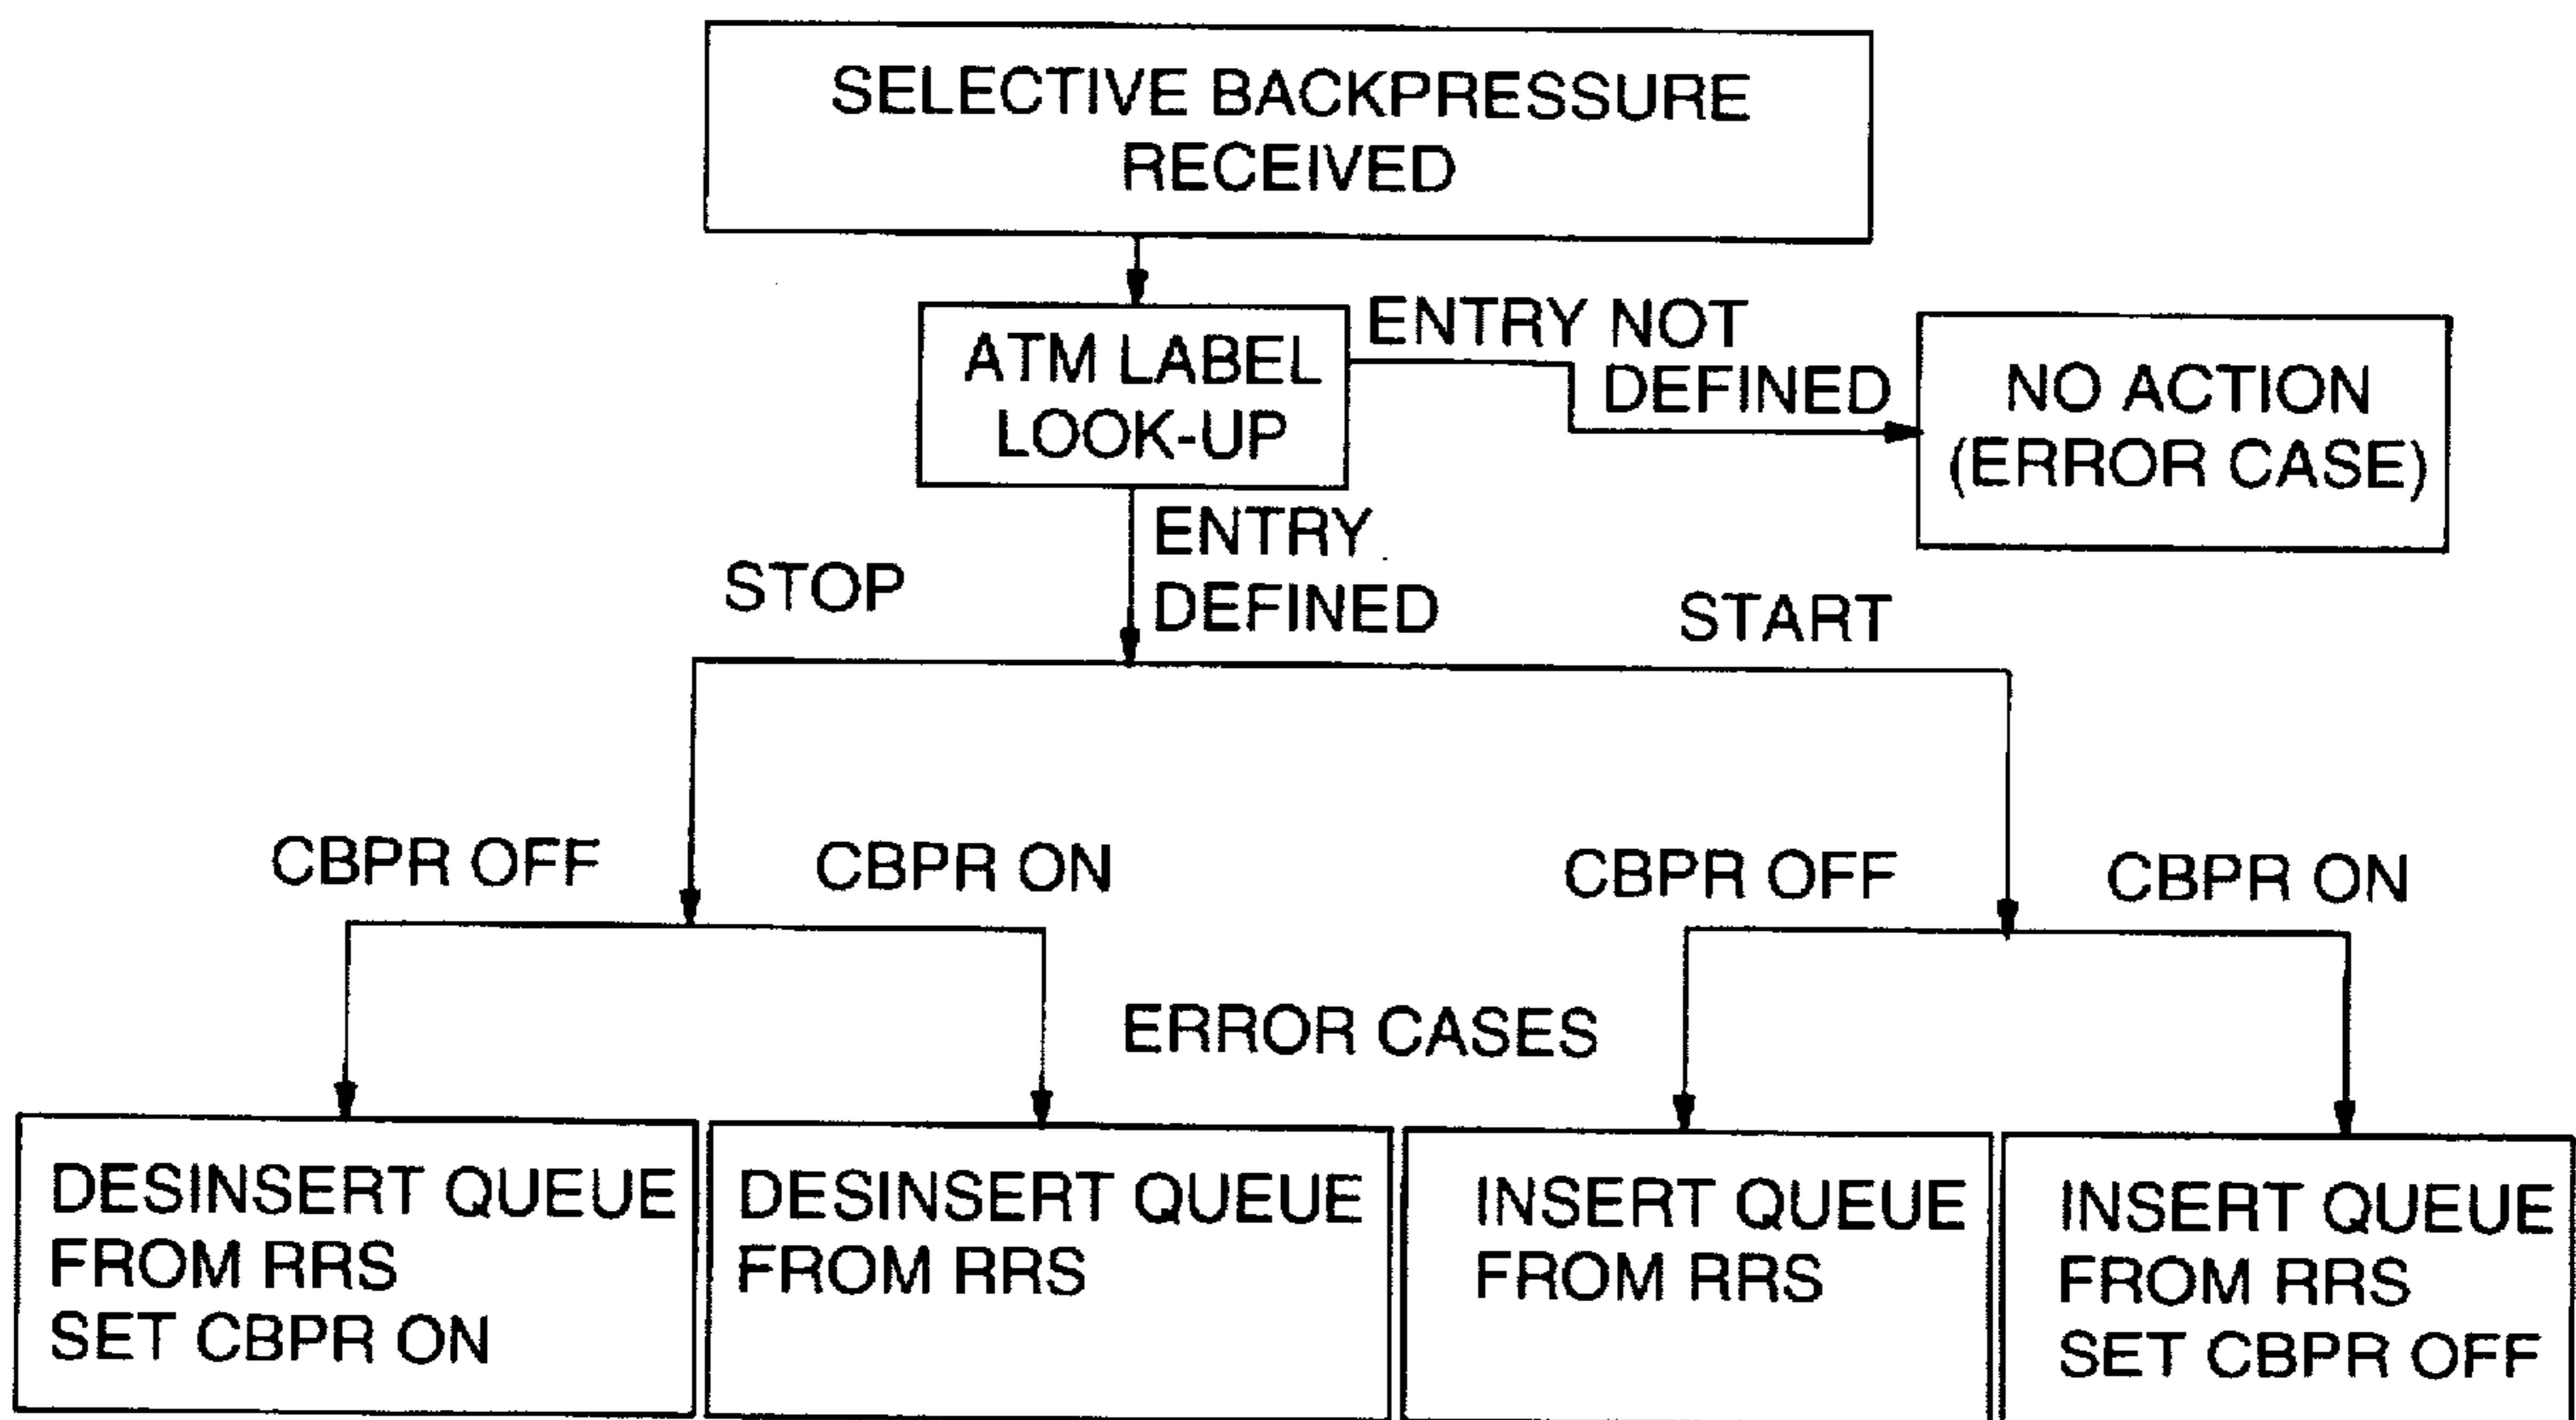 SELECTIVE BACKPRESSURE
RECEIVED
ATM LABEL
LOOK-UP
ENTRY NOT
DEFINED
NO ACTION
(ERROR CASE)
ENTRY
DEFINED
STOP
START
CBPR OFF
CBPR ON
CBPR OFF
CBPR ON
ERROR CASES
DESINSERT QUEUE
FROM RRS
SET CBPR ON
DESINSERT QUEUE
FROM RRS
INSERT QUEUE
FROM RRS
INSERT QUEUE
FROM RRS
SET CBPR OFF